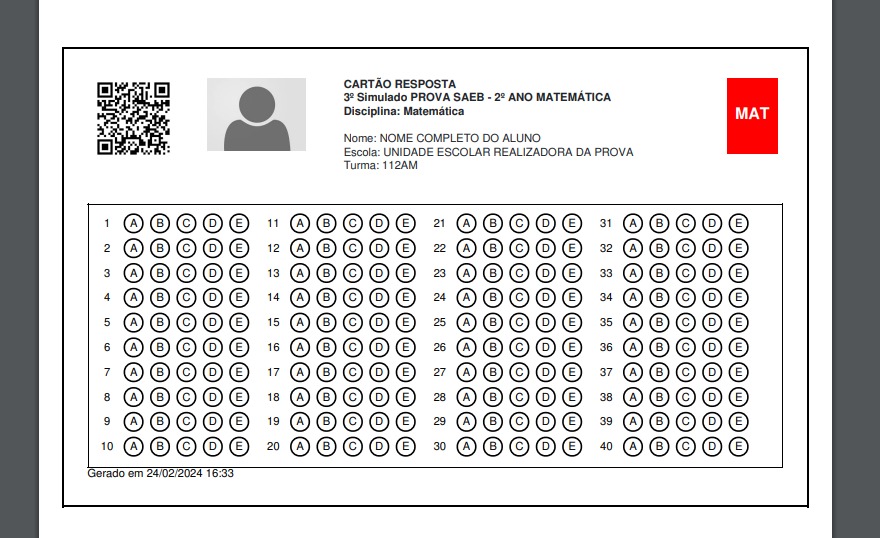 CARTÃO RESPOSTA
3º Simulado PROVA SAEB - 2º ANO MATEMÁTICA
Disciplina: Matemática
MAT
Nome: NOME COMPLETO DO ALUNO
Escola: UNIDADE ESCOLAR REALIZADORA DA PROVA
Turma: 112AM
1 A B C D E 11 A B C D E 21 A B C D E 31 A B C D E
2 A B C D E 12 A B C D E 22 A B C D E 32 A B C D E
3 A B C D E 13 A B C D E 23 A B C D E 33 A B C D E
4 A B C D E 14 A B C D E 24 A B C D E 34 A B C D E
5 A B C D E 15 A B C D E 25 A B C D E 35 A B C D E
6 A B C D E 16 A B C D E 26 A B C D E 36 A B C D E
7 A B C D E 17 A B C D E 27 A B C D E 37 A B C D E
8 A B C D E 18 A B C D E 28 A B C D E 38 A B C D E
9 A B C D E 19 A B C D E 29 A B C D E 39 A B C D E
10 A B C D E 20 A B C D E 30 A B C D E 40 A B C D E
Gerado em 24/02/2024 16:33